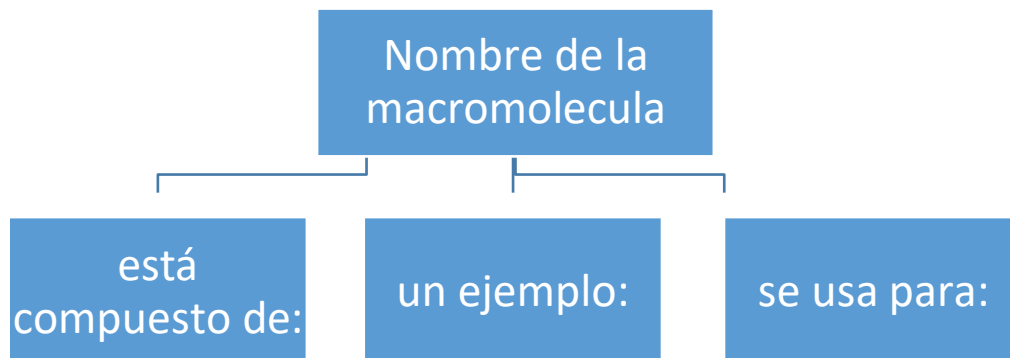 Nombre de la
macromolecula
está
compuesto de:
un ejemplo:
se usa para: